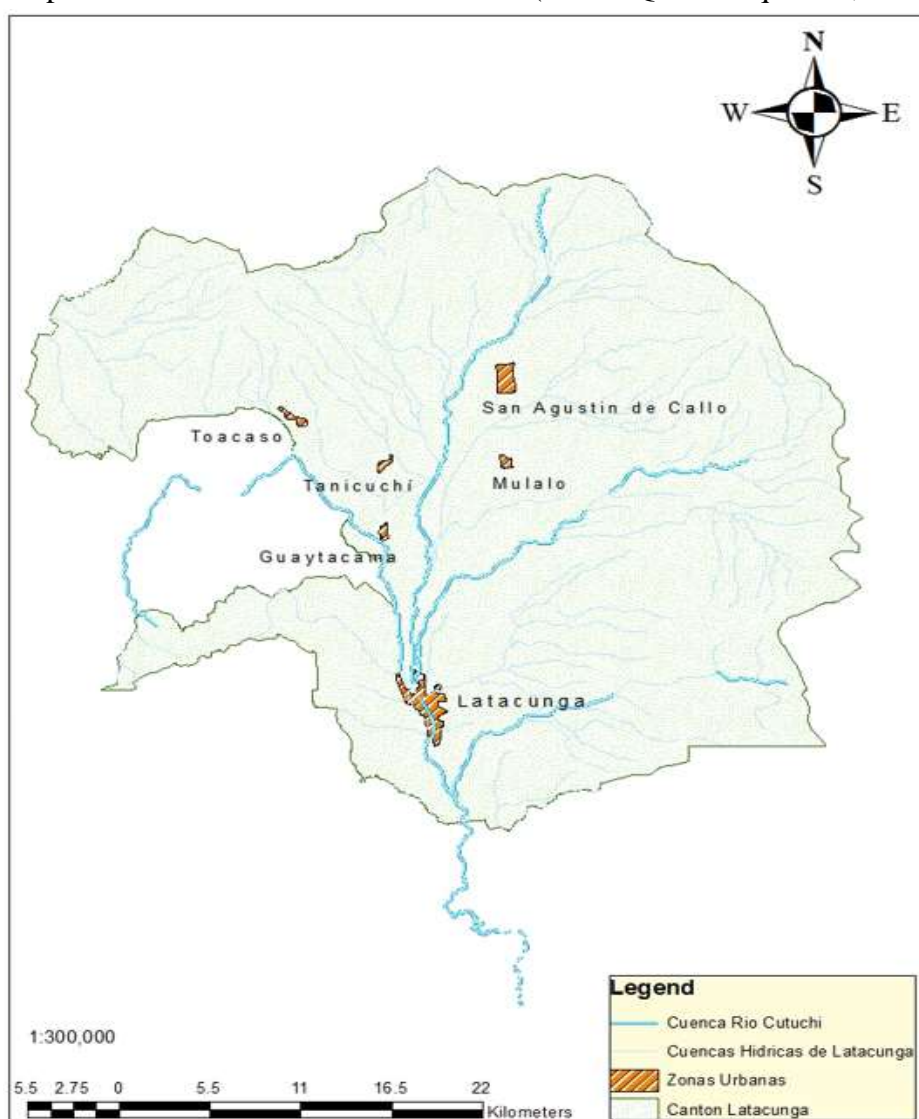 N
W E
S
San Agustin de Callo
Toacaso
Tanicuchí
Mulalo
Guaytacama
Latacunga
Legend
Cuenca Rio Cutuchi
Cuencas Hidricas de Latacunga
Zonas Urbanas
Canton Latacunga
1:300,000
5.5 2.75 0 5.5 11 16.5 22
Kilometers